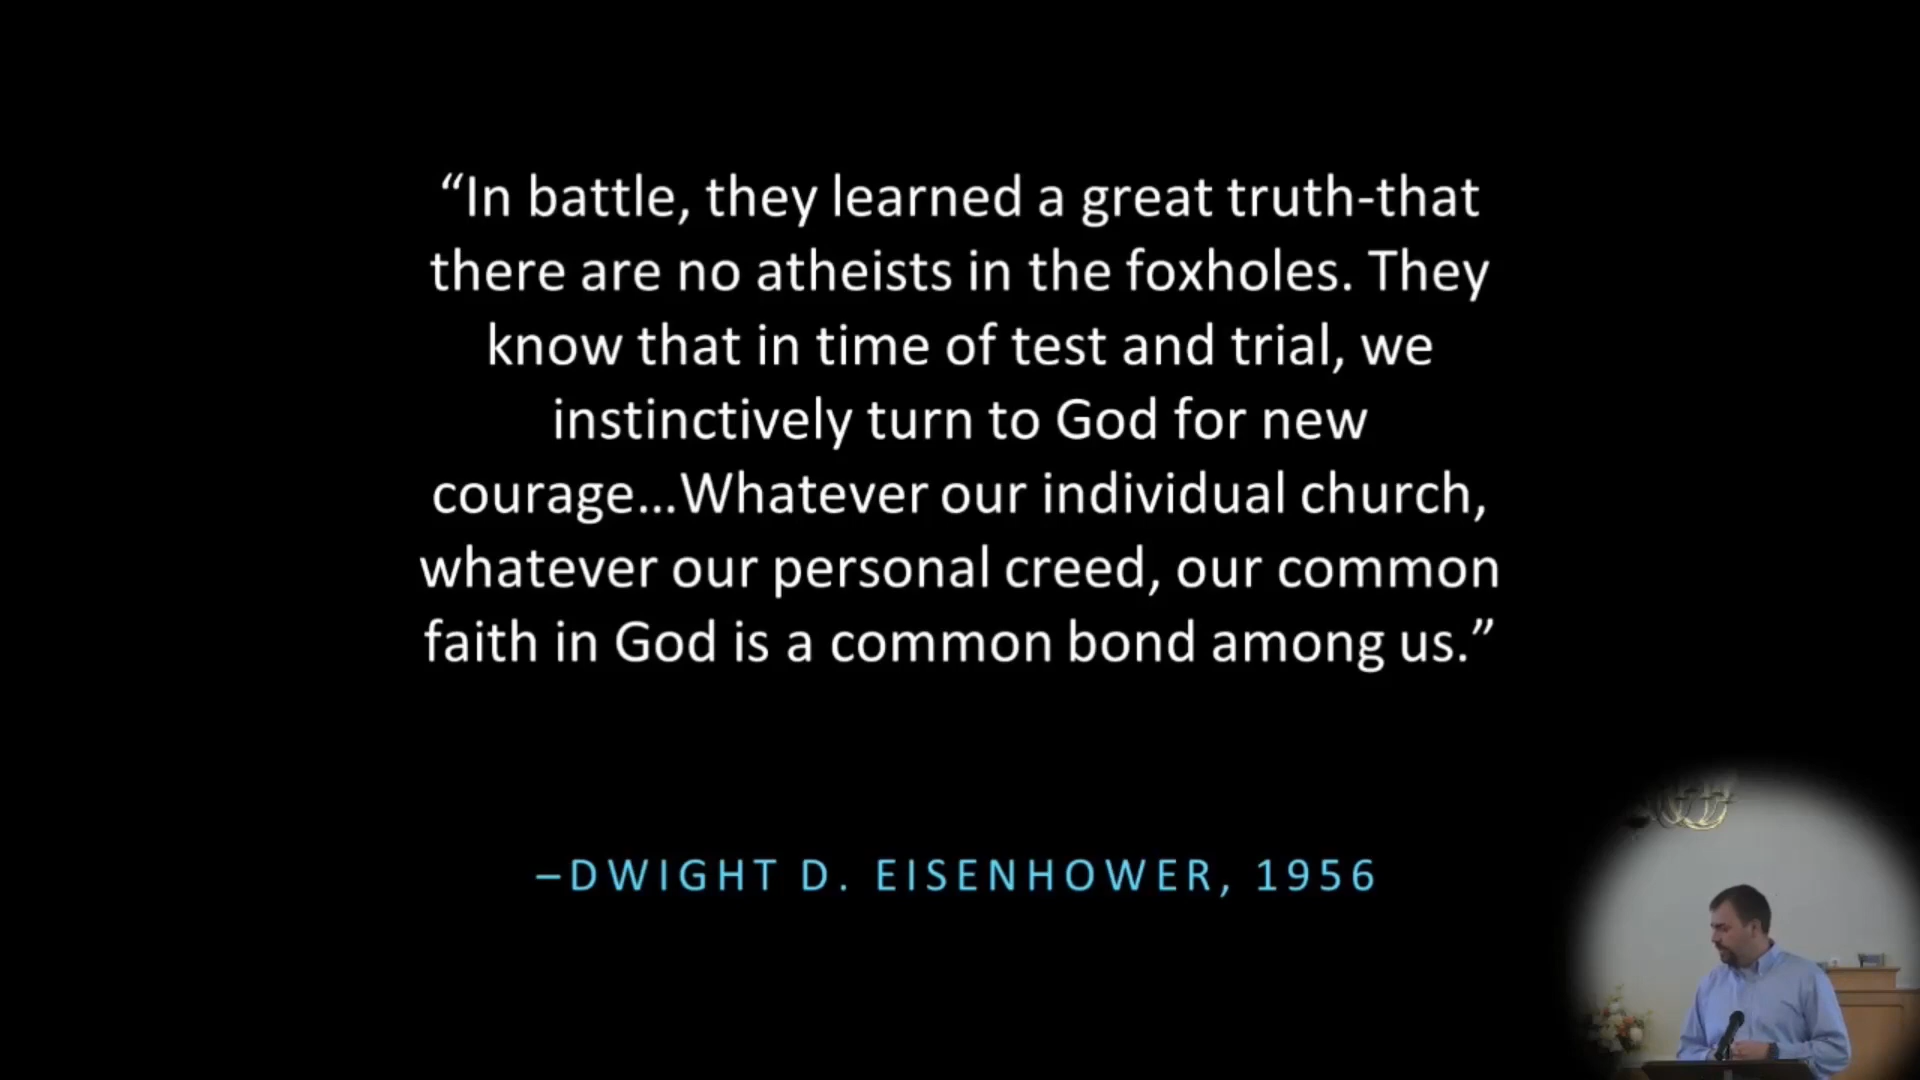 “In battle, they learned a great truth-that
there are no atheists in the foxholes. They
know that in time of test and trial, we
instinctively turn to God for new
courage…Whatever our individual church,
whatever our personal creed, our common
faith in God is a common bond among us.”
–DWIGHT D. EISENHOWER, 1956